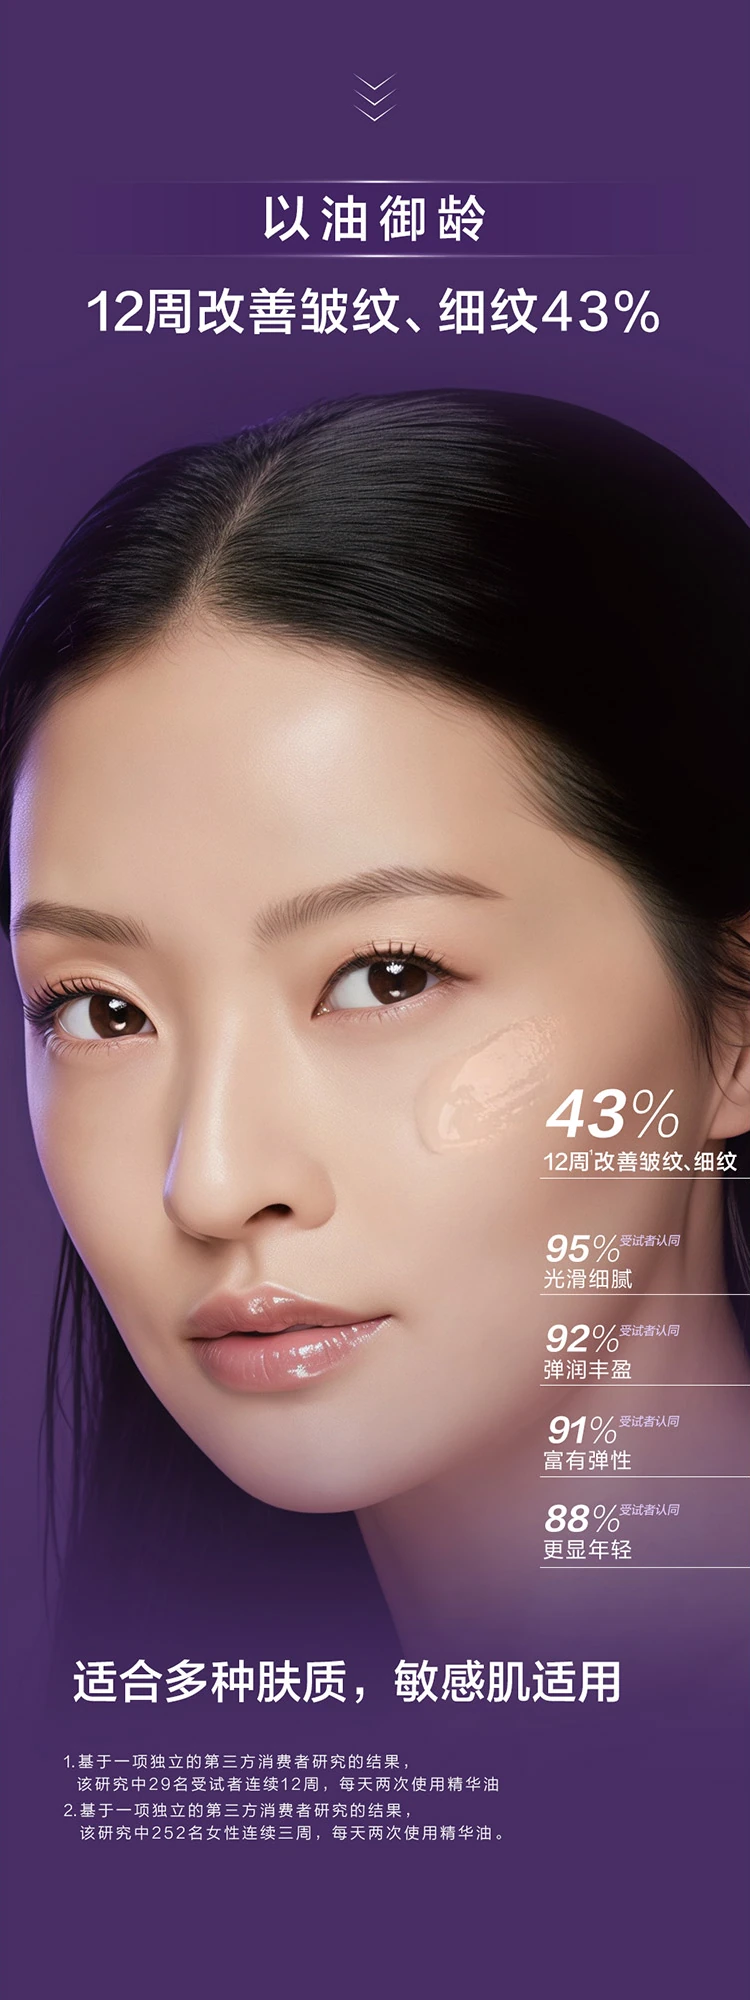 以油御龄
12周改善皱纹、细纹43%
43%
12周¹改善皱纹、细纹
95%受试者认同
光滑细腻
92%受试者认同
弹润丰盈
91%受试者认同
富有弹性
88%受试者认同
更显年轻
适合多种肤质，敏感肌适用
1.基于一项独立的第三方消费者研究的结果，
该研究中29名受试者连续12周，每天两次使用精华油
2.基于一项独立的第三方消费者研究的结果，
该研究中252名女性连续三周，每天两次使用精华油。